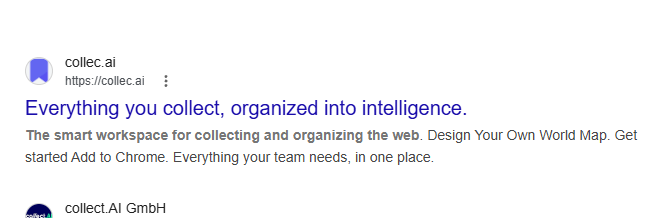 collec.ai
https://collec.ai
Everything you collect, organized into intelligence.
The smart workspace for collecting and organizing the web. Design Your Own World Map. Get
started Add to Chrome. Everything your team needs, in one place.
collect.AI GmbH
collect.A